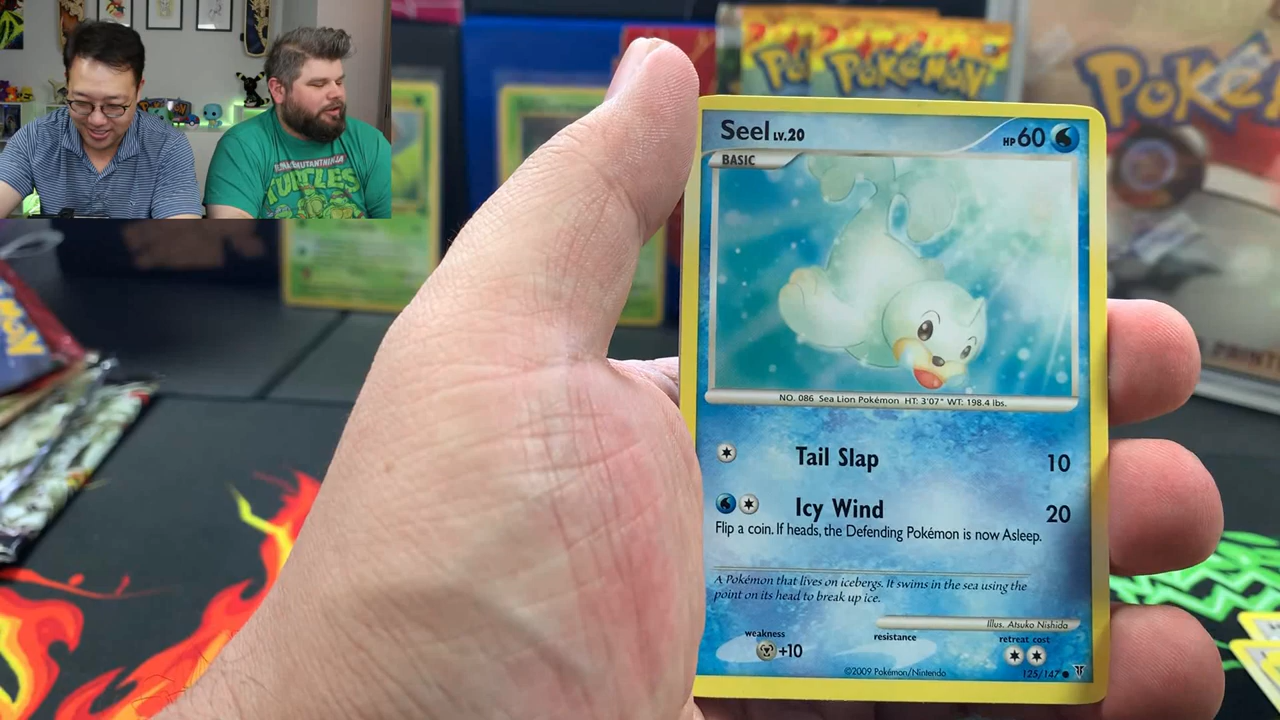 TEENAGE MUTANT NINJA
TURTLES
POKéMON
Seel LV.20
HP 60
BASIC
NO. 086 Sea Lion Pokémon HT: 3'07" WT: 198.4 lbs.
Tail Slap 10
Icy Wind 20
Flip a coin. If heads, the Defending Pokémon is now Asleep.
A Pokémon that lives on icebergs. It swims in the sea using the
point on its head to break up ice.
Illus. Atsuko Nishida
weakness resistance retreat cost
+10
©2009 Pokémon/Nintendo
125/147